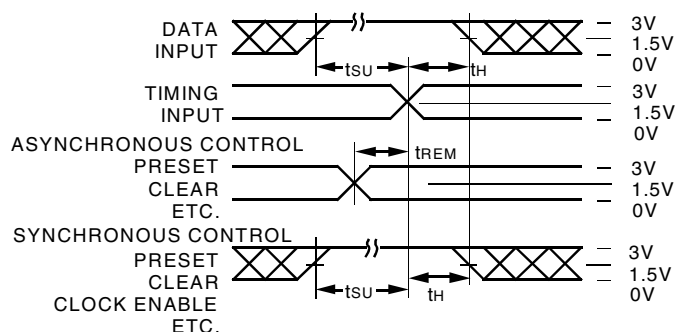 DATA
INPUT
tSU
tH
3V
1.5V
0V
TIMING
INPUT
3V
1.5V
0V
ASYNCHRONOUS CONTROL
PRESET
CLEAR
ETC.
tREM
3V
1.5V
0V
SYNCHRONOUS CONTROL
PRESET
CLEAR
CLOCK ENABLE
ETC.
tSU
tH
3V
1.5V
0V